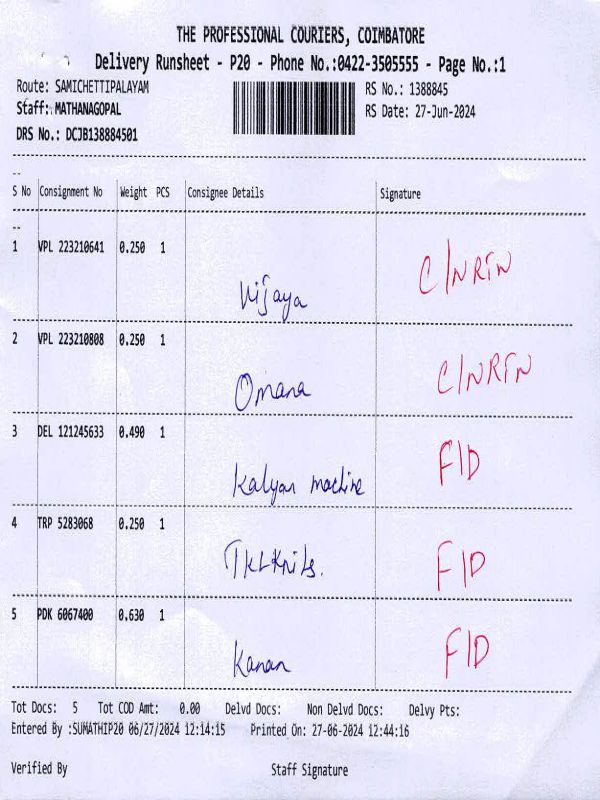 THE PROFESSIONAL COURIERS, COIMBATORE
Delivery Runsheet - P20 - Phone No.:0422-3505555 - Page No.:1
Route: SAMICHETTIPALAYAM RS No.: 1388845
Staff: MATHANAGOPAL RS Date: 27-Jun-2024
DRS No.: DCJB138884501
S No Consignment No Weight PCS Consignee Details Signature
1 VPL 223210641 0.250 1
Vijaya C/NRTN
2 VPL 223210808 0.250 1
Omana C/NRTN
3 DEL 121245633 0.490 1
Kalyan machine F/D
4 TRP 5283068 0.250 1
TKL Knits. F/D
5 PDK 6067400 0.630 1
Kanan F/D
Tot Docs: 5 Tot COD Amt: 0.00 Delvd Docs: Non Delvd Docs: Delvy Pts:
Entered By :SUMATHIP20 06/27/2024 12:14:15 Printed On: 27-06-2024 12:44:16
Verified By Staff Signature